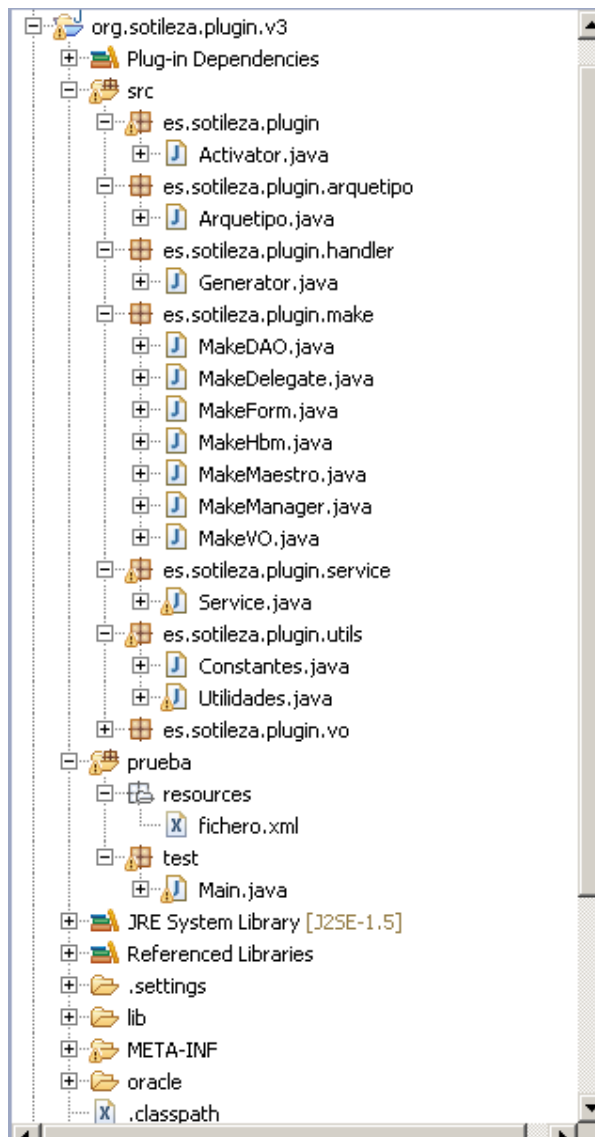 org.sotileza.plugin.v3
Plug-in Dependencies
src
es.sotileza.plugin
Activator.java
es.sotileza.plugin.arquetipo
Arquetipo.java
es.sotileza.plugin.handler
Generator.java
es.sotileza.plugin.make
MakeDAO.java
MakeDelegate.java
MakeForm.java
MakeHbm.java
MakeMaestro.java
MakeManager.java
MakeVO.java
es.sotileza.plugin.service
Service.java
es.sotileza.plugin.utils
Constantes.java
Utilidades.java
es.sotileza.plugin.vo
prueba
resources
fichero.xml
test
Main.java
JRE System Library [J2SE-1.5]
Referenced Libraries
.settings
lib
META-INF
oracle
.classpath